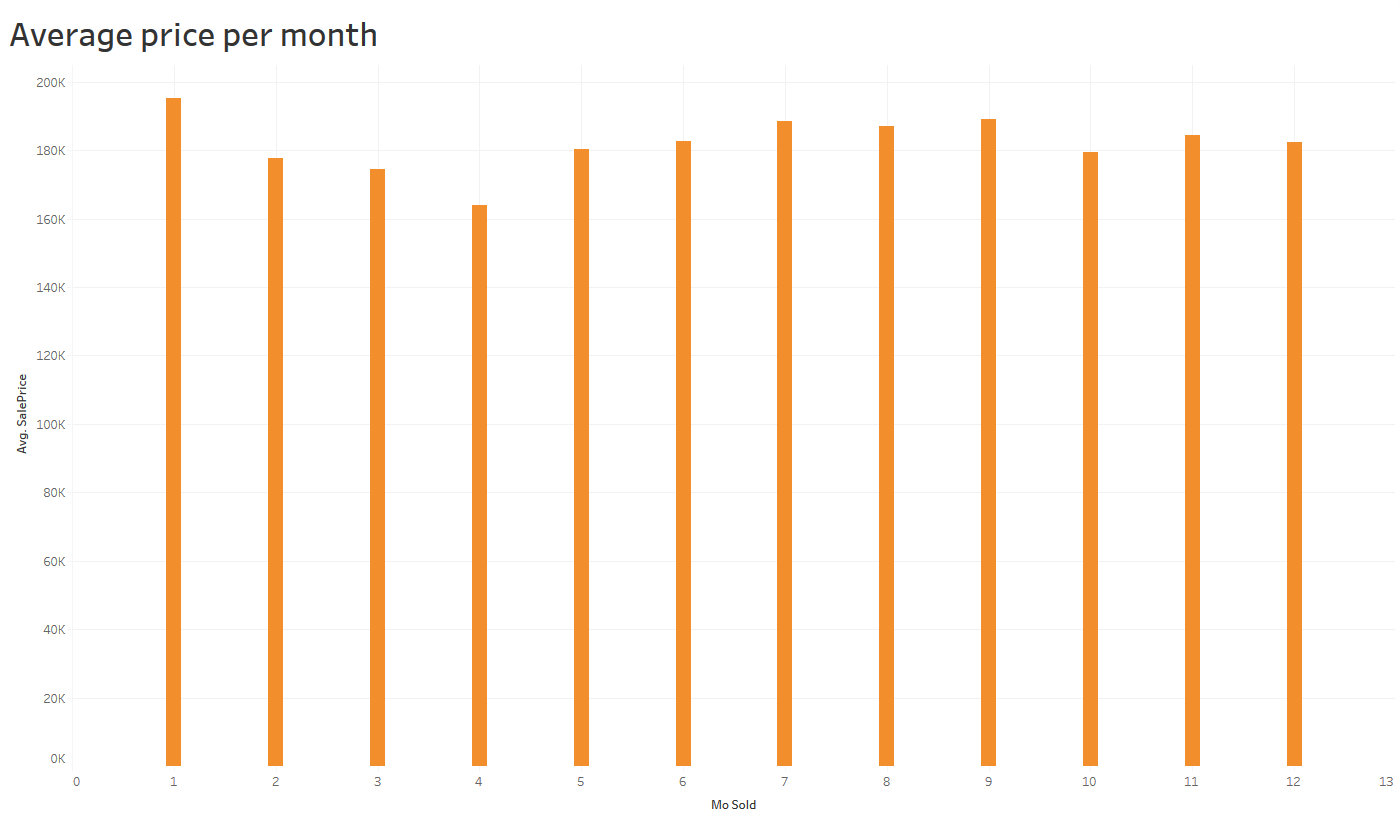 Average price per month
200K
180K
160K
140K
120K
100K
80K
60K
40K
20K
0K
Avg. SalePrice
0 1 2 3 4 5 6 7 8 9 10 11 12 13
Mo Sold